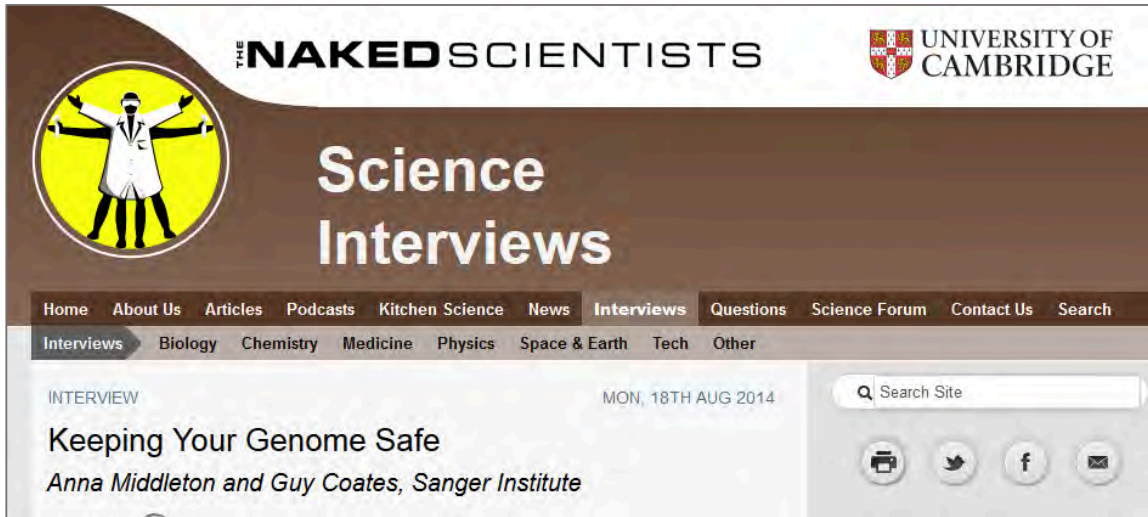 THE NAKED SCIENTISTS
UNIVERSITY OF
CAMBRIDGE
Science
Interviews
Home About Us Articles Podcasts Kitchen Science News Interviews Questions Science Forum Contact Us Search
Interviews Biology Chemistry Medicine Physics Space & Earth Tech Other
INTERVIEW MON, 18TH AUG 2014
Search Site
Keeping Your Genome Safe
Anna Middleton and Guy Coates, Sanger Institute
f